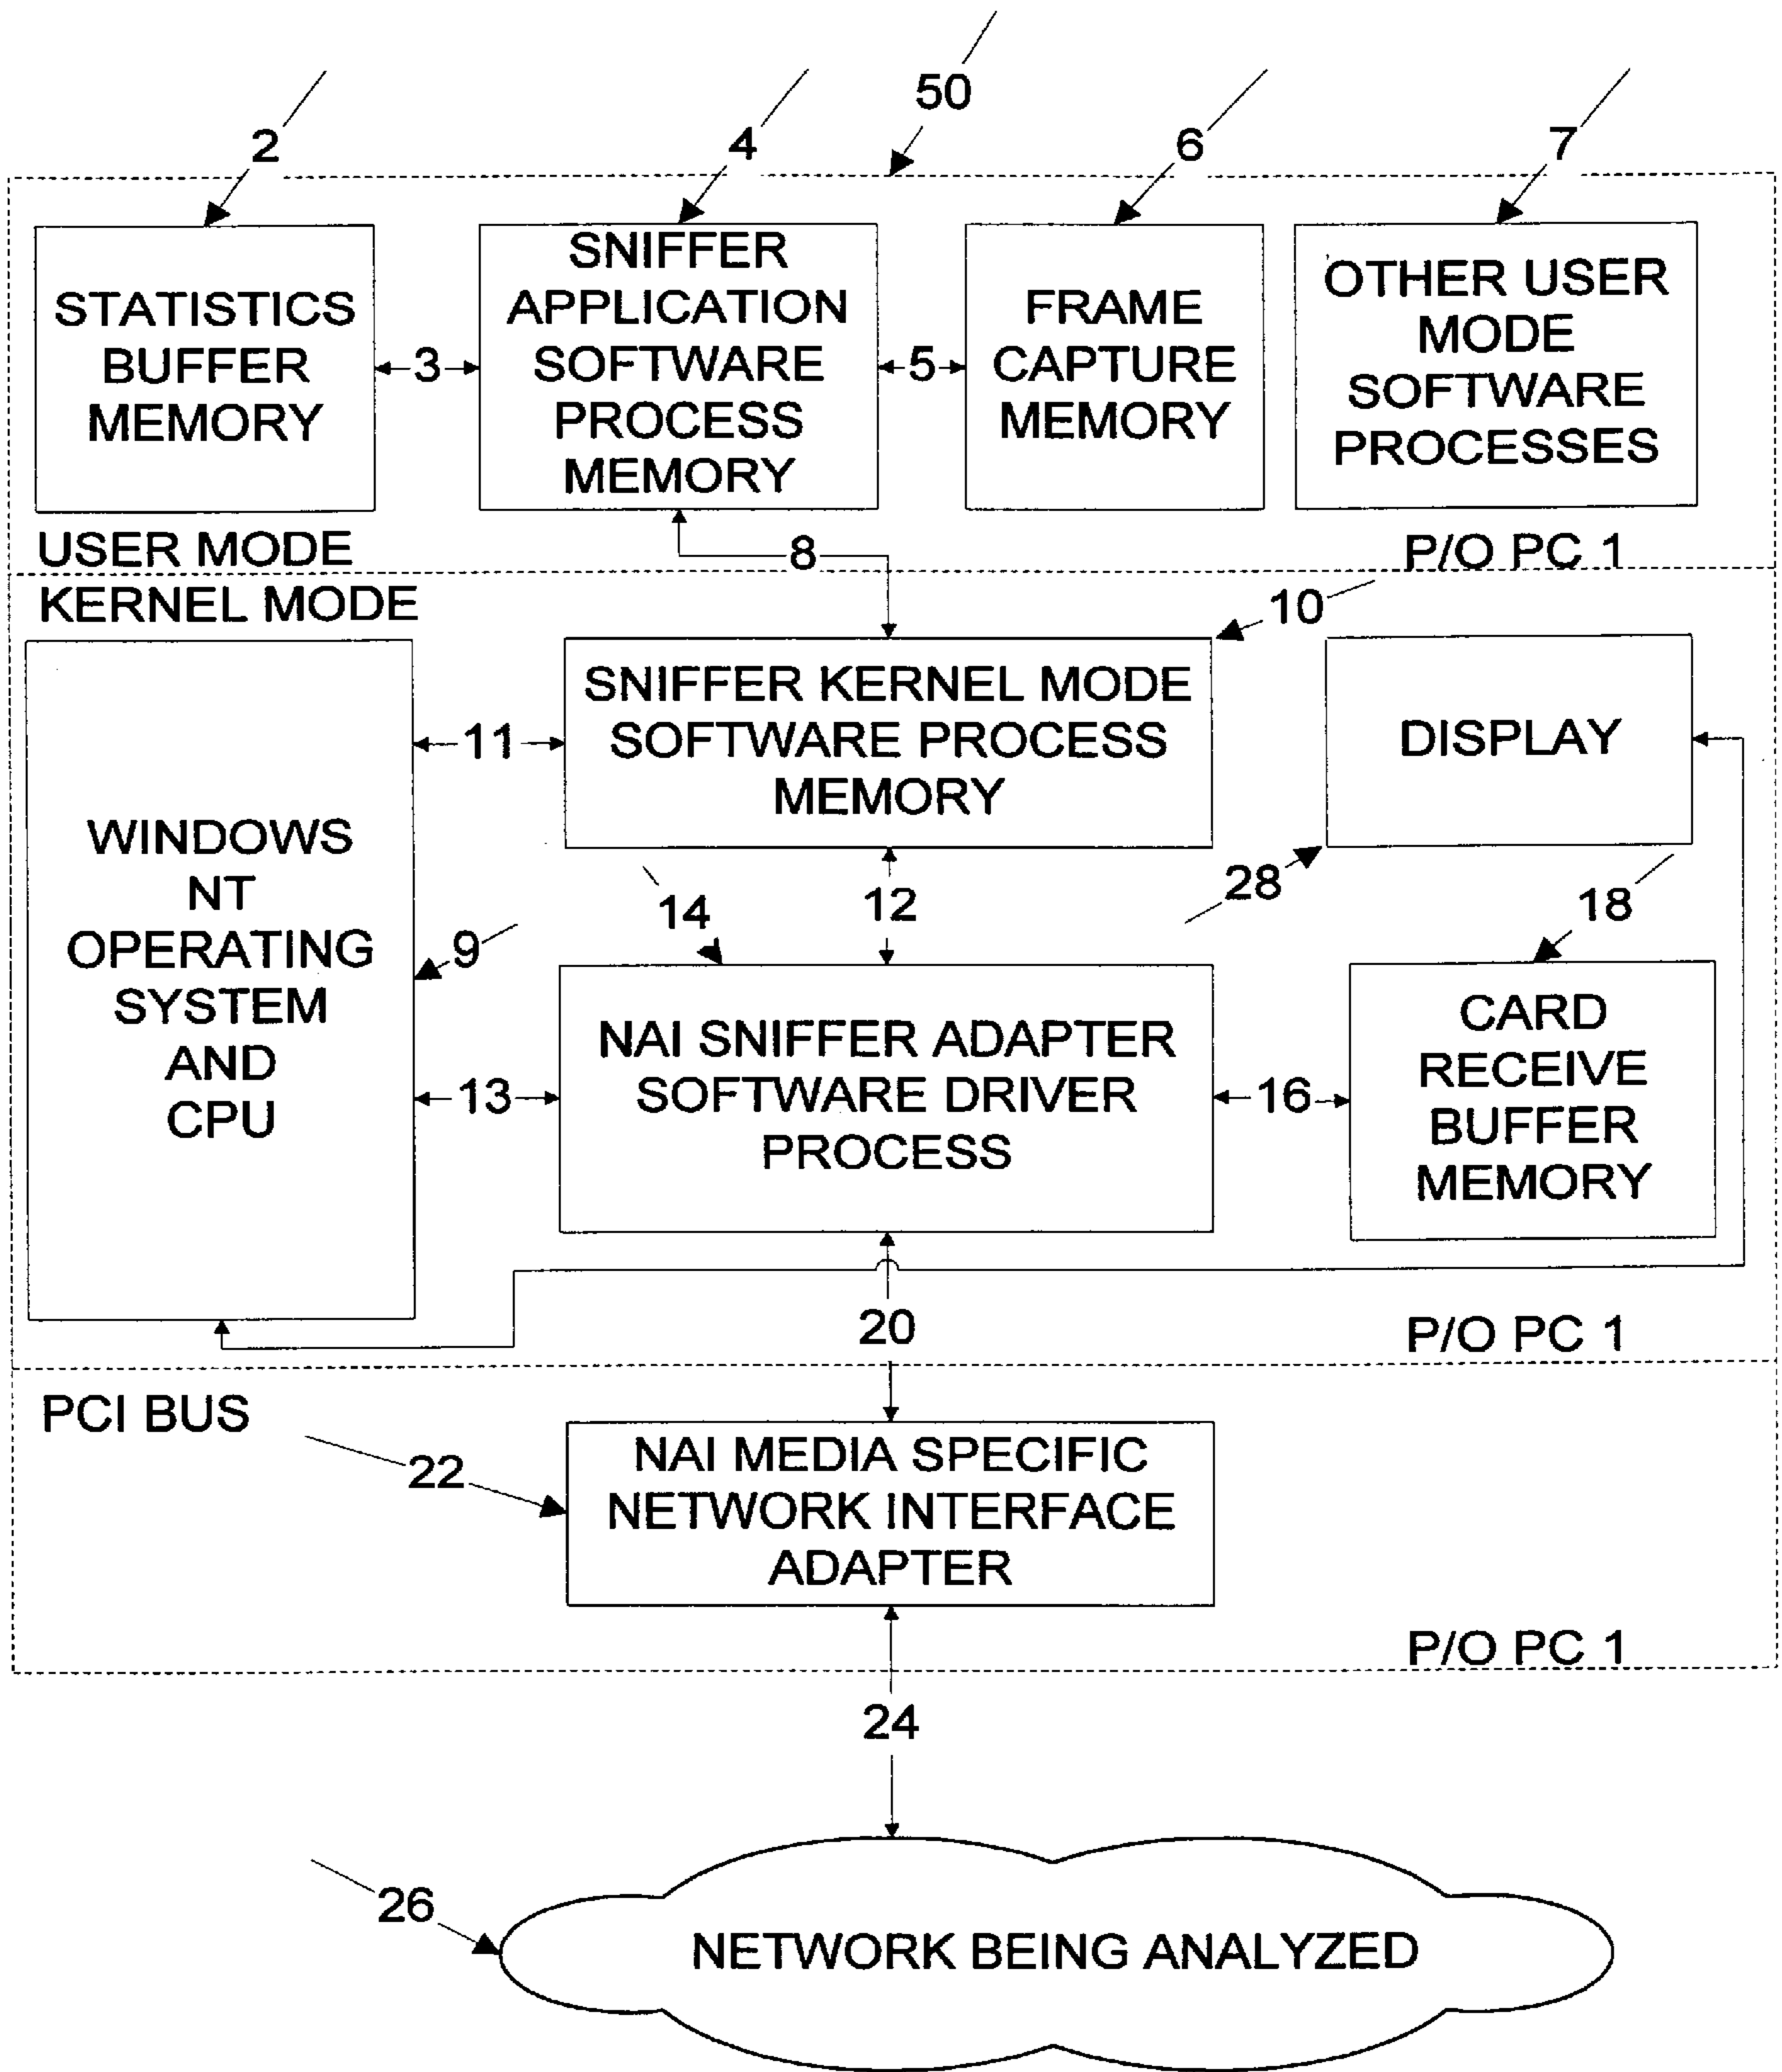 50
2
4
6
7
STATISTICS
BUFFER
MEMORY
3
SNIFFER
APPLICATION
SOFTWARE
PROCESS
MEMORY
5
FRAME
CAPTURE
MEMORY
OTHER USER
MODE
SOFTWARE
PROCESSES
USER MODE
8
P/O PC 1
KERNEL MODE
10
WINDOWS
NT
OPERATING
SYSTEM
AND
CPU
11
SNIFFER KERNEL MODE
SOFTWARE PROCESS
MEMORY
DISPLAY
28
14
12
18
9
13
NAI SNIFFER ADAPTER
SOFTWARE DRIVER
PROCESS
16
CARD
RECEIVE
BUFFER
MEMORY
20
P/O PC 1
PCI BUS
22
NAI MEDIA SPECIFIC
NETWORK INTERFACE
ADAPTER
P/O PC 1
24
26
NETWORK BEING ANALYZED